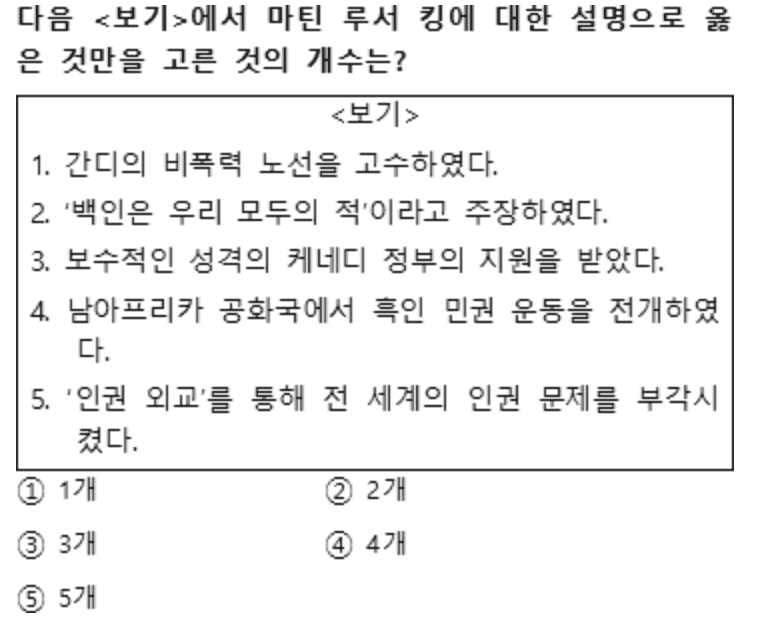 다음 <보기>에서 마틴 루서 킹에 대한 설명으로 옳
은 것만을 고른 것의 개수는?
<보기>
1. 간디의 비폭력 노선을 고수하였다.
2. '백인은 우리 모두의 적'이라고 주장하였다.
3. 보수적인 성격의 케네디 정부의 지원을 받았다.
4. 남아프리카 공화국에서 흑인 민권 운동을 전개하였
다.
5. '인권 외교'를 통해 전 세계의 인권 문제를 부각시
켰다.
① 1개 ② 2개
③ 3개 ④ 4개
⑤ 5개